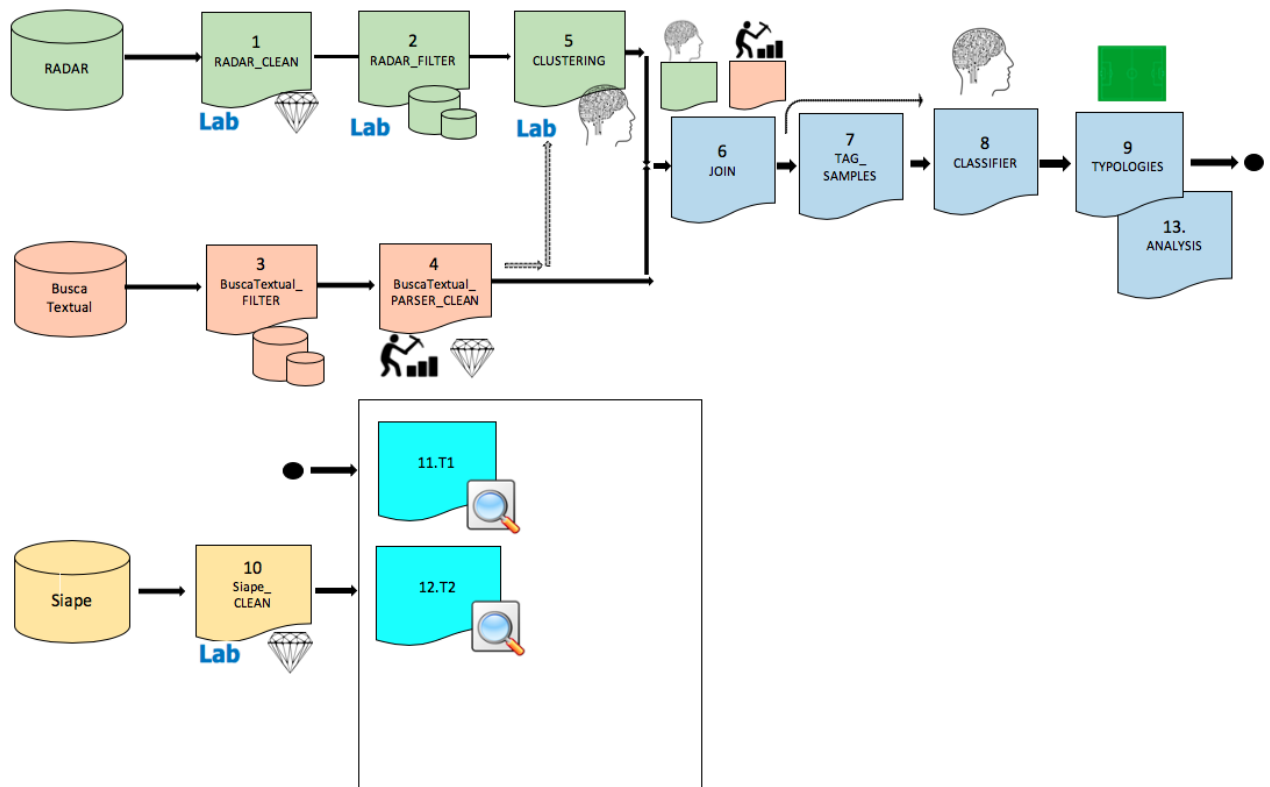 RADAR
1
RADAR_CLEAN
Lab
2
RADAR_FILTER
Lab
5
CLUSTERING
Lab
6
JOIN
7
TAG_
SAMPLES
8
CLASSIFIER
9
TYPOLOGIES
13.
ANALYSIS
Busca
Textual
3
BuscaTextual_
FILTER
4
BuscaTextual_
PARSER_CLEAN
11.T1
Siape
10
Siape_
CLEAN
Lab
12.T2